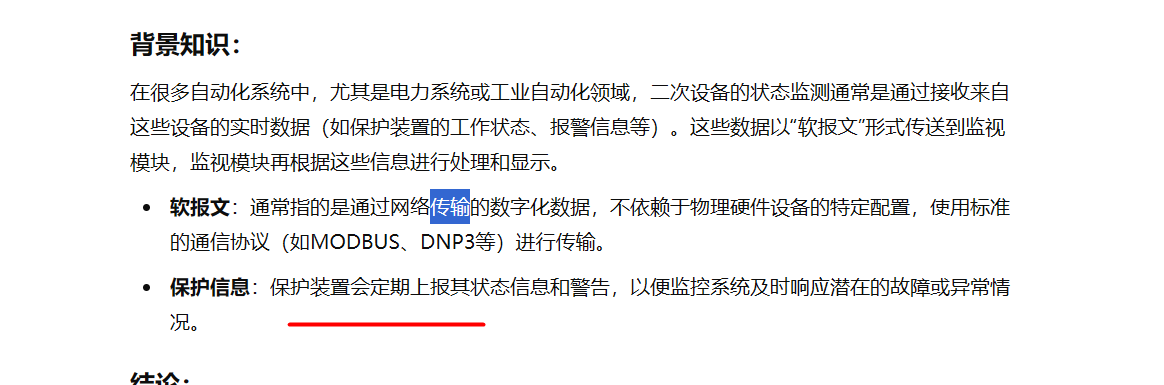 背景知识：
在很多自动化系统中，尤其是电力系统或工业自动化领域，二次设备的状态监测通常是通过接收来自
这些设备的实时数据（如保护装置的工作状态、报警信息等）。这些数据以“软报文”形式传送到监视
模块，监视模块再根据这些信息进行处理和显示。
• 软报文：通常指的是通过网络传输的数字化数据，不依赖于物理硬件设备的特定配置，使用标准
的通信协议（如MODBUS、DNP3等）进行传输。
• 保护信息：保护装置会定期上报其状态信息和警告，以便监控系统及时响应潜在的故障或异常情
况。
结论：